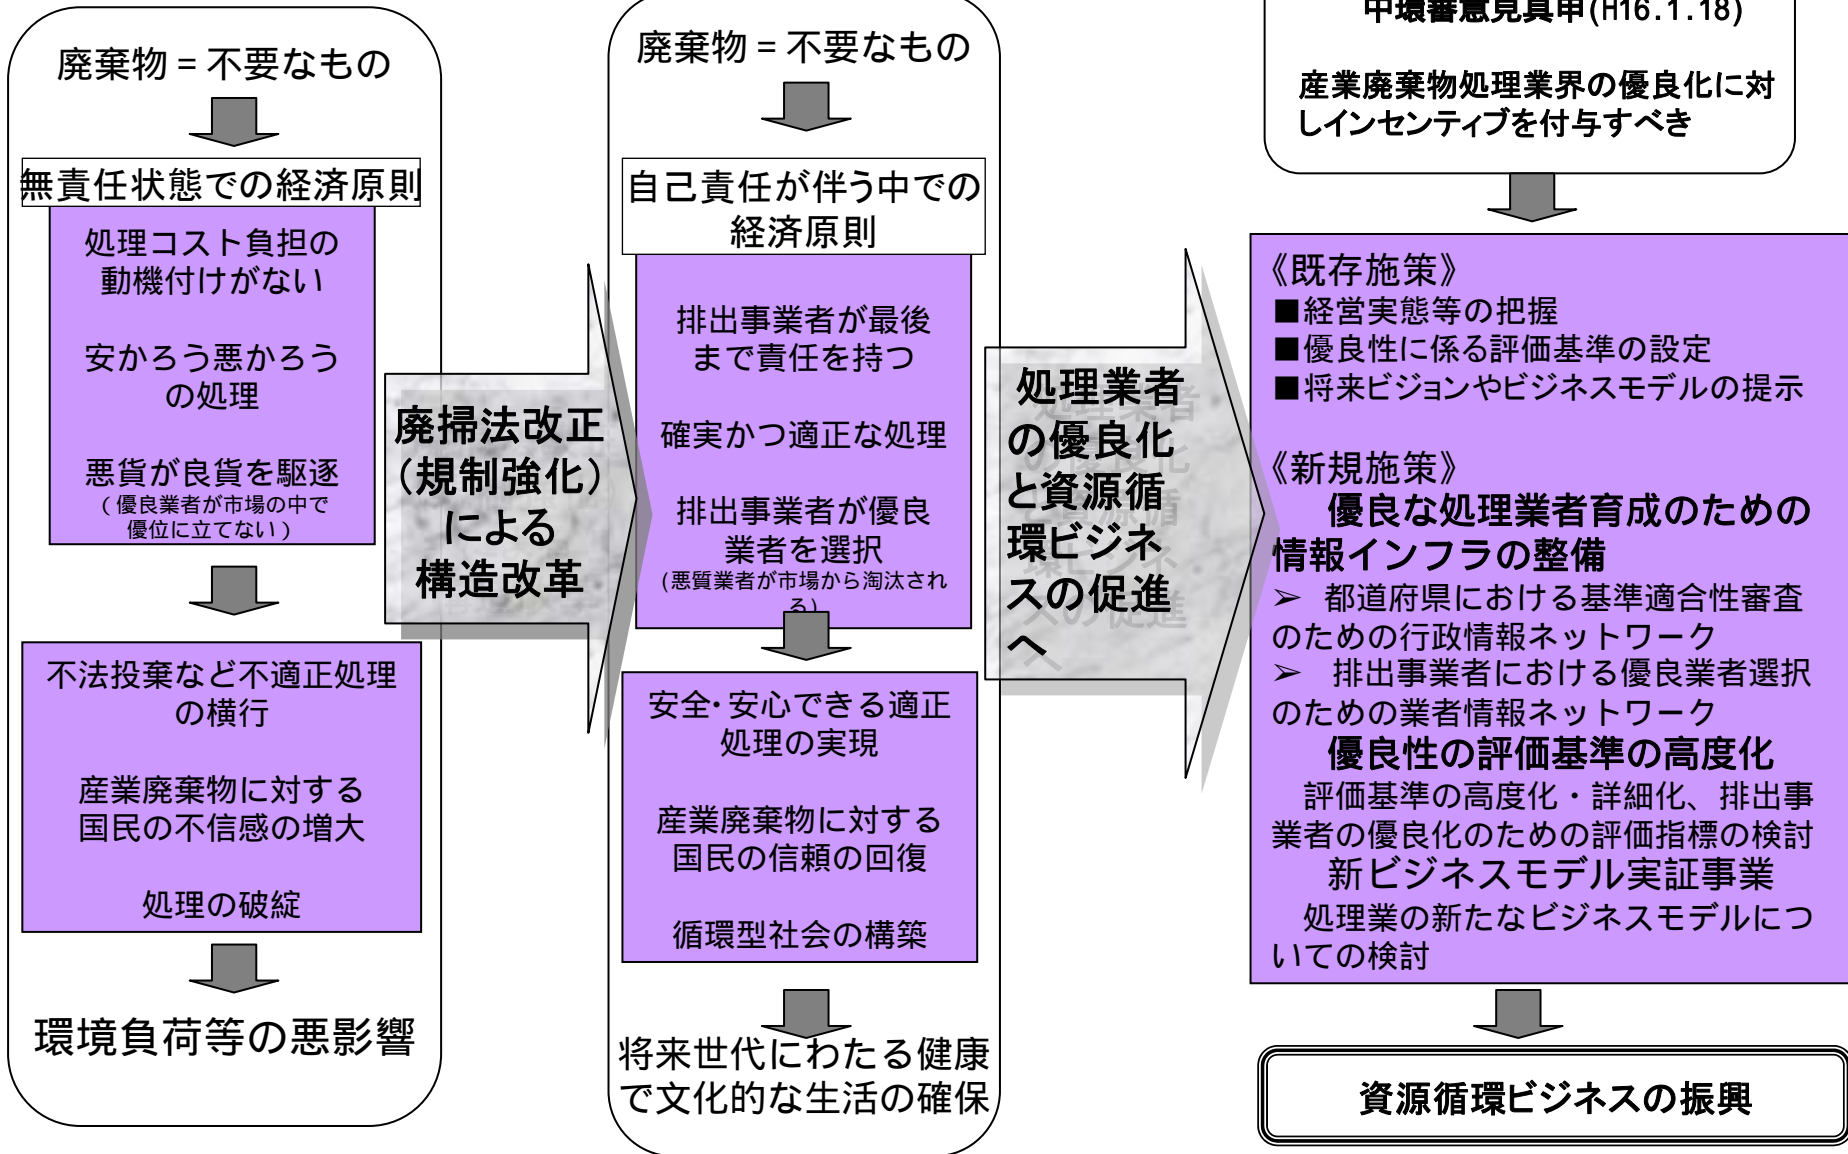 廃棄物=不要なもの
無責任状態での経済原則
処理コスト負担の
動機付けがない
安かろう悪かろう
の処理
悪貨が良貨を駆逐
(優良業者が市場の中で
優位に立てない)
不法投棄など不適正処理
の横行
産業廃棄物に対する
国民の不信感の増大
処理の破綻
環境負荷等の悪影響
廃掃法改正
(規制強化)
による
構造改革
廃棄物=不要なもの
自己責任が伴う中での
経済原則
排出事業者が最後
まで責任を持つ
確実かつ適正な処理
排出事業者が優良
業者を選択
(悪質業者が市場から淘汰され
る)
安全・安心できる適正
処理の実現
産業廃棄物に対する
国民の信頼の回復
循環型社会の構築
将来世代にわたる健康
で文化的な生活の確保
処理業者
の優良化
と資源循
環ビジネ
スの促進
へ
中環審意見具申(H16.1.18)
産業廃棄物処理業界の優良化に対
しインセンティブを付与すべき
《既存施策》
■経営実態等の把握
■優良性に係る評価基準の設定
■将来ビジョンやビジネスモデルの提示
《新規施策》
優良な処理業者育成のための
情報インフラの整備
➢ 都道府県における基準適合性審査
のための行政情報ネットワーク
➢ 排出事業者における優良業者選択
のための業者情報ネットワーク
優良性の評価基準の高度化
評価基準の高度化・詳細化、排出事
業者の優良化のための評価指標の検討
新ビジネスモデル実証事業
処理業の新たなビジネスモデルにつ
いての検討
資源循環ビジネスの振興